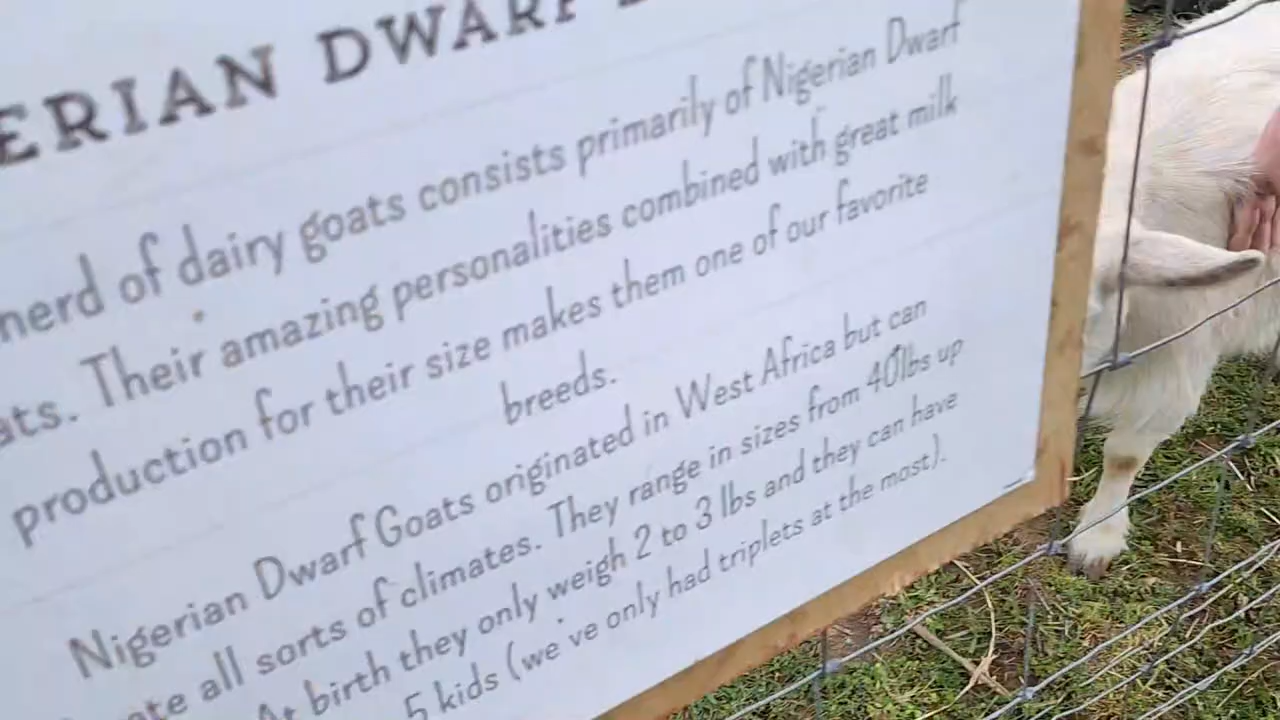 ERIAN DWARF
herd of dairy goats consists primarily of Nigerian Dwarf
ats. Their amazing personalities combined with great milk
production for their size makes them one of our favorite
breeds.
Nigerian Dwarf Goats originated in West Africa but can
ate all sorts of climates. They range in sizes from 40lbs up
At birth they only weigh 2 to 3 lbs and they can have
5 kids (we've only had triplets at the most).